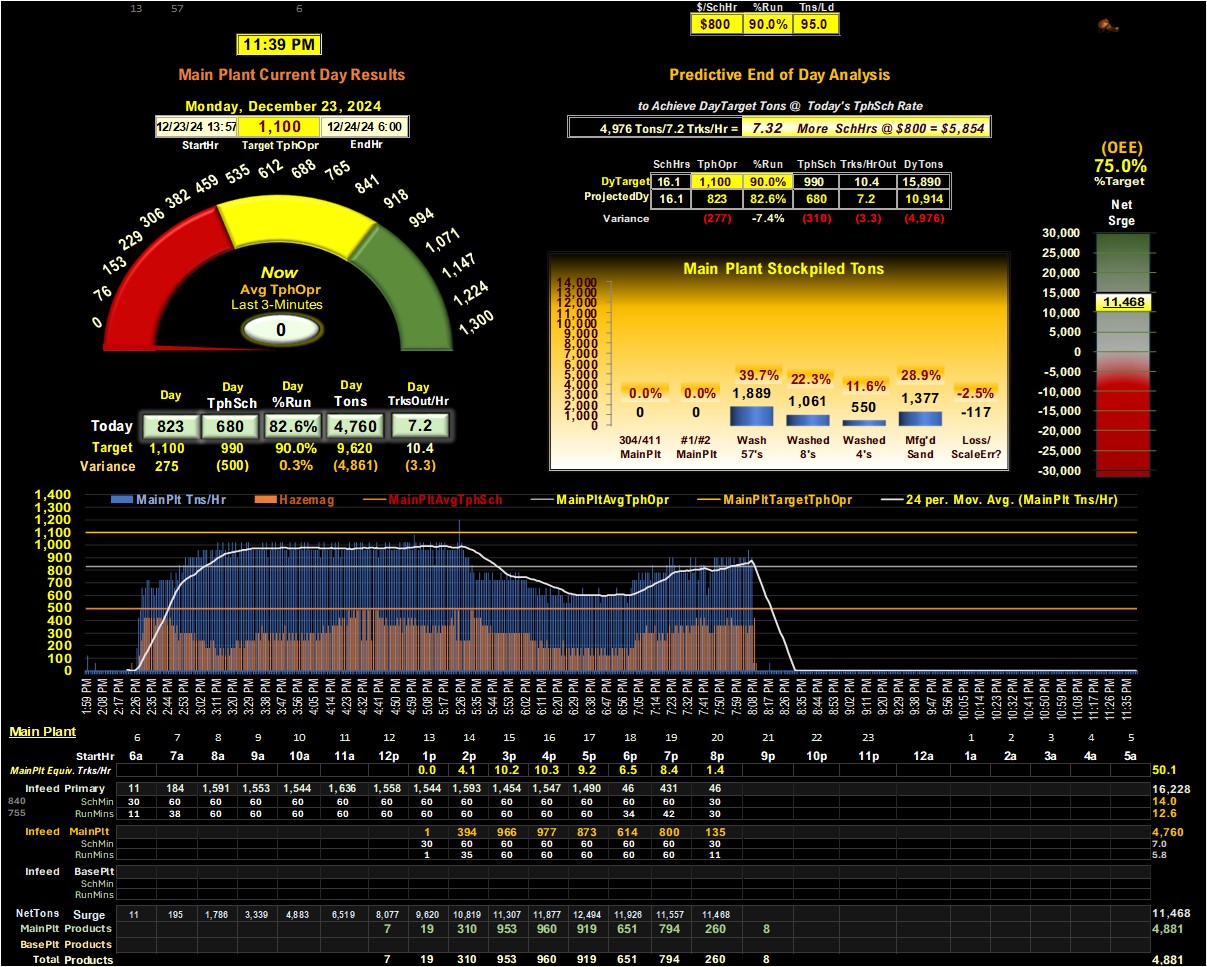 13 57 6
$/SchHr %Run Tns/Ld
$800 90.0% 95.0
11:39 PM
Main Plant Current Day Results
Monday, December 23, 2024
12/23/24 13:57 1,100 12/24/24 6:00
StartHr Target TphOpr EndHr
0 76 153 229 306 382 459 535 612 688 765 841 918 994 1,071 1,147 1,224 1,300
Now
Avg TphOpr
Last 3-Minutes
0
Day Day TphSch Day %Run Day Tons Day TrksOut/Hr
Today 823 680 82.6% 4,760 7.2
Target 1,100 990 90.0% 9,620 10.4
Variance 275 (500) 0.3% (4,861) (3.3)
Predictive End of Day Analysis
to Achieve DayTarget Tons @ Today's TphSch Rate
4,976 Tons/7.2 Trks/Hr = 7.32 More SchHrs @ $800 = $5,854
SchHrs TphOpr %Run TphSch Trks/HrOut DyTons
DyTarget 16.1 1,100 90.0% 990 10.4 15,890
ProjectedDy 16.1 823 82.6% 680 7.2 10,914
Variance (277) -7.4% (310) (3.3) (4,976)
Main Plant Stockpiled Tons
14,000
13,000
12,000
11,000
10,000
9,000
8,000
7,000
6,000
5,000
4,000
3,000
2,000
1,000
0
0.0% 0.0% 39.7% 22.3% 11.6% 28.9% -2.5%
0 0 1,889 1,061 550 1,377 -117
304/411 #1/#2 Wash Washed Washed Mfg'd Loss/
MainPlt MainPlt 57's 8's 4's Sand ScaleErr?
(OEE)
75.0%
%Target
Net
Srge
30,000
25,000
20,000
15,000
11,468
10,000
5,000
0
-5,000
-10,000
-15,000
-20,000
-25,000
-30,000
MainPlt Tns/Hr Hazemag MainPltAvgTphSch MainPltAvgTphOpr MainPltTargetTphOpr 24 per. Mov. Avg. (MainPlt Tns/Hr)
1,400
1,300
1,200
1,100
1,000
900
800
700
600
500
400
300
200
100
0
1:59 PM 2:08 PM 2:17 PM 2:26 PM 2:35 PM 2:44 PM 2:53 PM 3:02 PM 3:11 PM 3:20 PM 3:29 PM 3:38 PM 3:47 PM 3:56 PM 4:05 PM 4:14 PM 4:23 PM 4:32 PM 4:41 PM 4:50 PM 4:59 PM 5:08 PM 5:17 PM 5:26 PM 5:35 PM 5:44 PM 5:53 PM 6:02 PM 6:11 PM 6:20 PM 6:29 PM 6:38 PM 6:47 PM 6:56 PM 7:05 PM 7:14 PM 7:23 PM 7:32 PM 7:41 PM 7:50 PM 7:59 PM 8:08 PM 8:17 PM 8:26 PM 8:35 PM 8:44 PM 8:53 PM 9:02 PM 9:11 PM 9:20 PM 9:29 PM 9:38 PM 9:47 PM 9:56 PM 10:05 PM 10:14 PM 10:23 PM 10:32 PM 10:41 PM 10:50 PM 10:59 PM 11:08 PM 11:17 PM 11:26 PM 11:35 PM
Main Plant
6 7 8 9 10 11 12 13 14 15 16 17 18 19 20 21 22 23 1 2 3 4 5
StartHr 6a 7a 8a 9a 10a 11a 12p 1p 2p 3p 4p 5p 6p 7p 8p 9p 10p 11p 12a 1a 2a 3a 4a 5a
MainPlt Equiv. Trks/Hr 0.0 4.1 10.2 10.3 9.2 6.5 8.4 1.4 50.1
Infeed Primary 11 184 1,591 1,553 1,544 1,636 1,558 1,544 1,593 1,454 1,547 1,490 46 431 46 16,228
840 SchMin 30 60 60 60 60 60 60 60 60 60 60 60 60 60 30 14.0
755 RunMins 11 38 60 60 60 60 60 60 60 60 60 60 34 42 30 12.6
Infeed MainPlt 1 394 966 977 873 614 800 135 4,760
SchMin 30 60 60 60 60 60 60 30 7.0
RunMins 1 35 60 60 60 60 60 11 5.8
Infeed BasePlt
SchMin
RunMins
NetTons Surge 11 195 1,786 3,339 4,883 6,519 8,077 9,620 10,819 11,307 11,877 12,494 11,926 11,557 11,468 11,468
MainPlt Products 7 19 310 953 960 919 651 794 260 8 4,881
BasePlt Products
Total Products 7 19 310 953 960 919 651 794 260 8 4,881